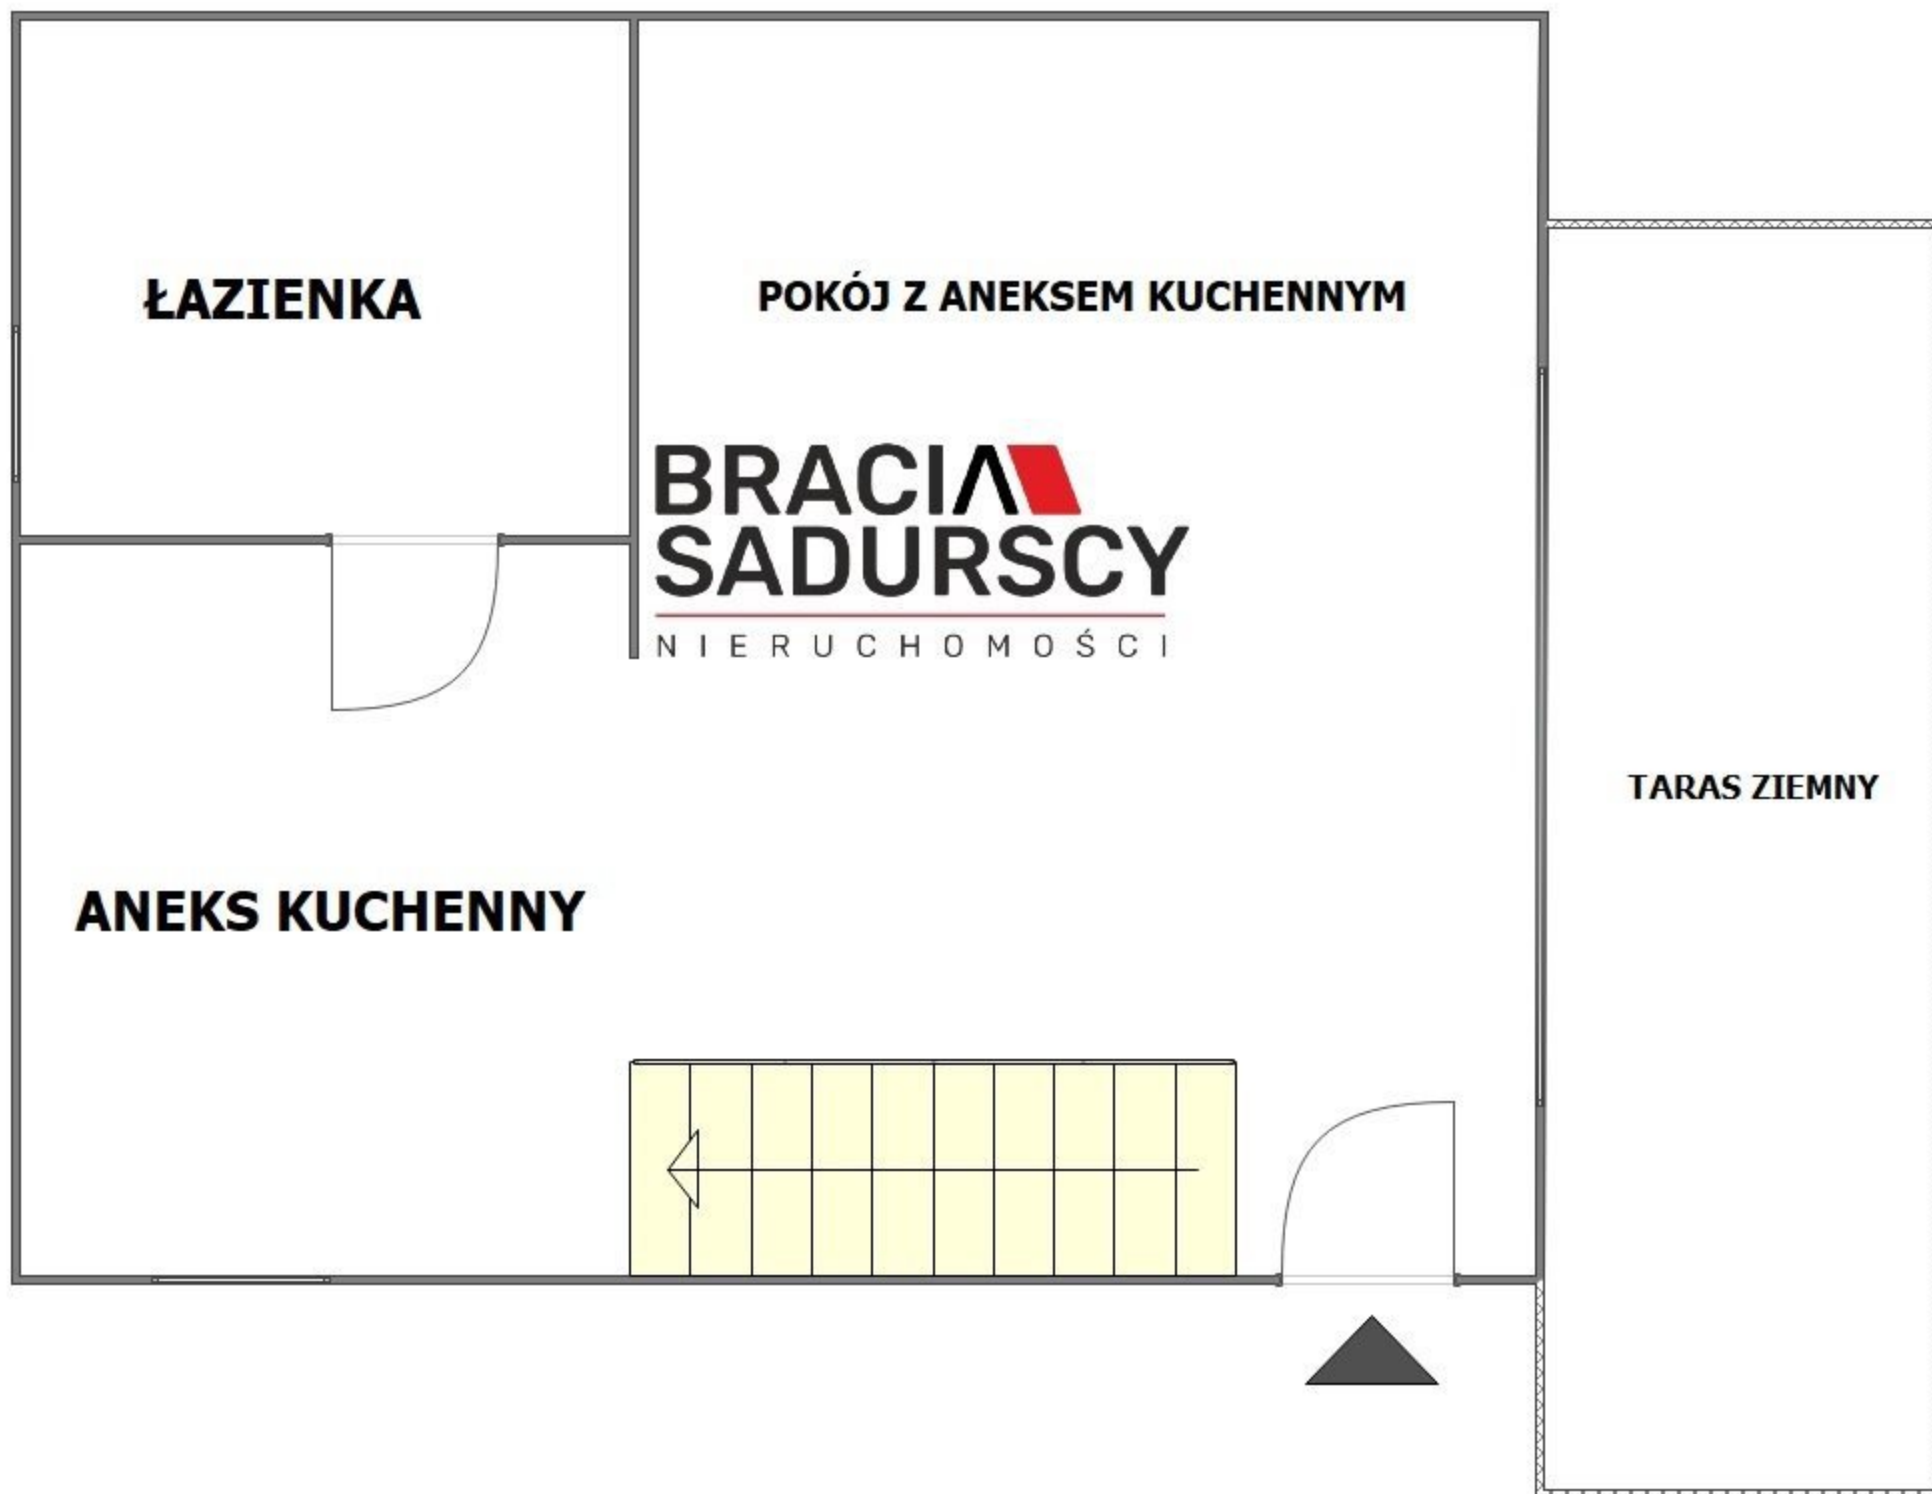 ŁAZIENKA
POKÓJ Z ANEKSEM KUCHENNYM
BRACIA
SADURSCY
NIERUCHOMOŚCI
TARAS ZIEMNY
ANEKS KUCHENNY